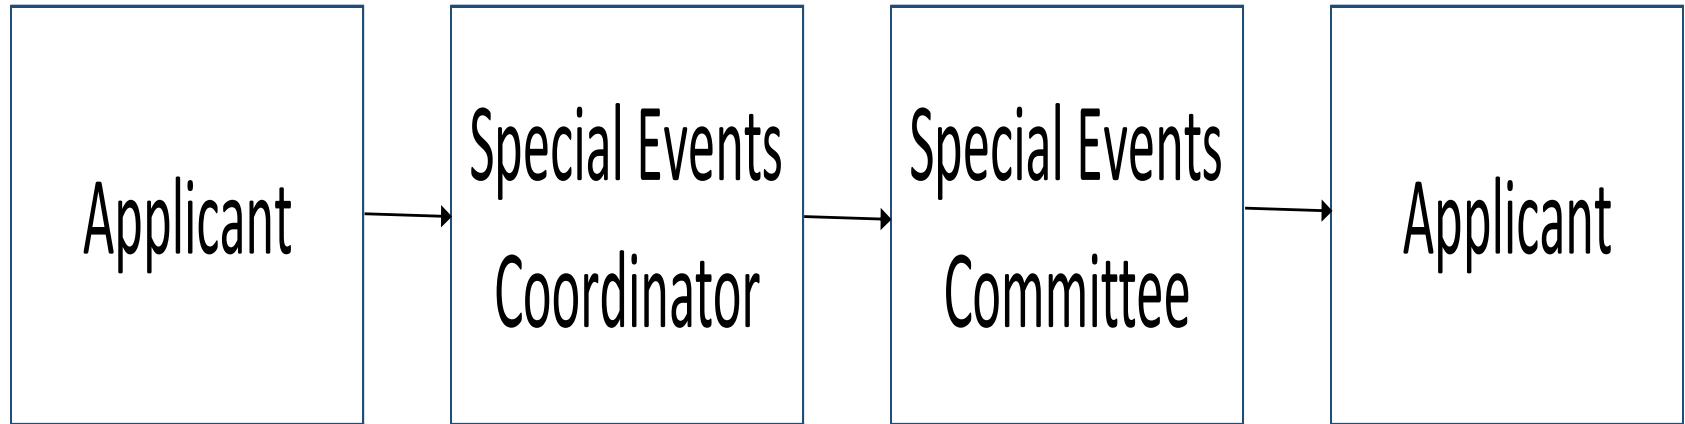 Applicant
Special Events
Coordinator
Special Events
Committee
Applicant